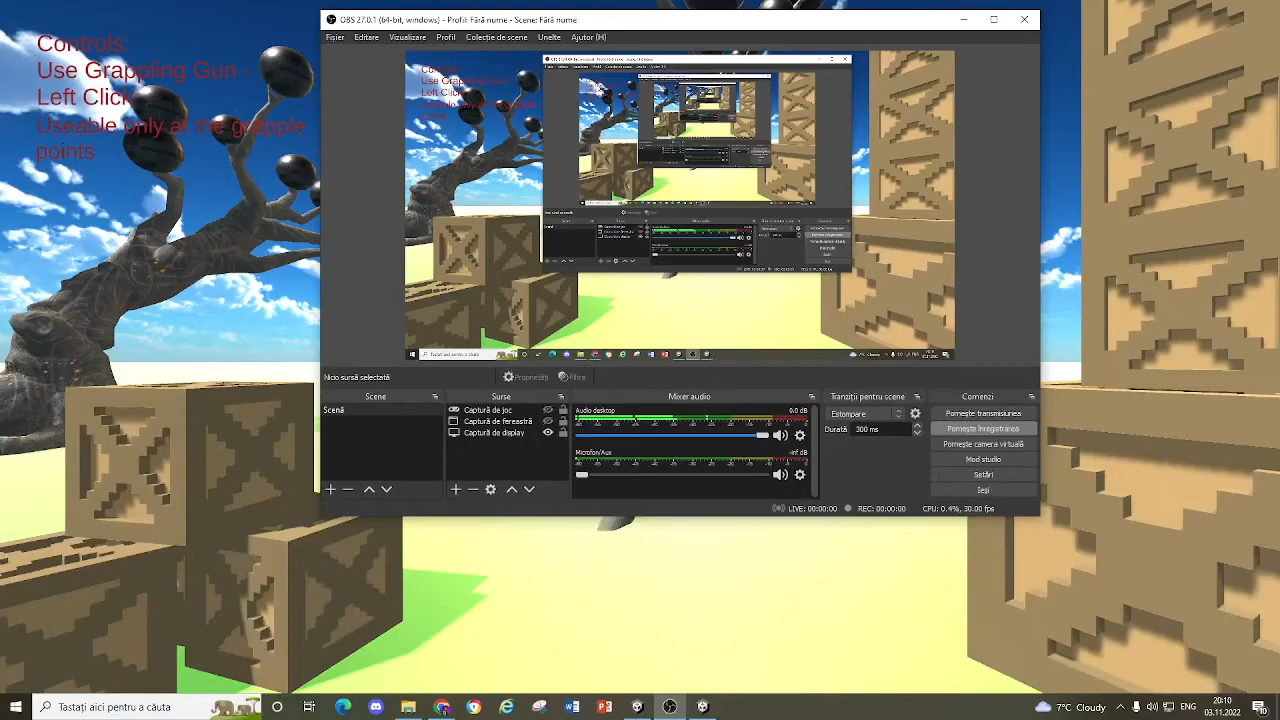 OBS 27.0.1 (64-bit, windows) - Profil: Fără nume - Scene: Fără nume
Fișier Editare Vizualizare Profil Colecție de scene Unelte Ajutor (H)
Controls:
Use Grappling Gun -
Left Click
Useable only at the grapple
points
Nicio sursă selectată
Proprietăți
Filtre
Scene
Scenă
Surse
Captură de joc
Captură de fereastră
Captură de display
Mixer audio
Audio desktop 0.0 dB
Microfon/Aux -inf dB
Tranziții pentru scene
Estompare
Durată 300 ms
Comenzi
Pornește transmisiunea
Pornește înregistrarea
Pornește camera virtuală
Mod studio
Setări
Ieși
LIVE: 00:00:00 REC: 00:00:00 CPU: 0.4%, 30.00 fps
Tastați aici pentru a căuta
7°C Cloudy
ENG
20:10
03.11.2022